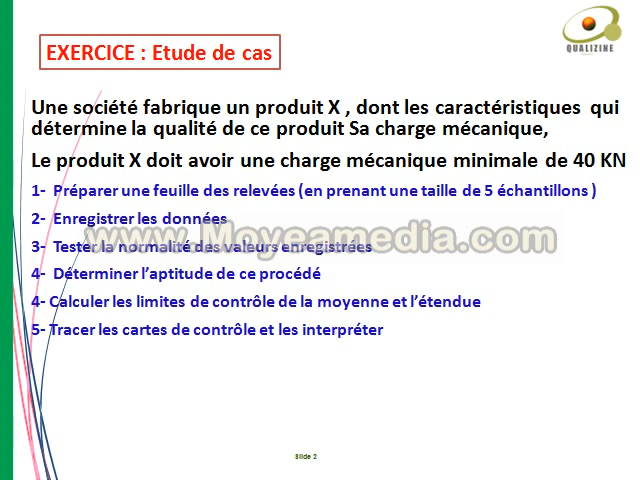 QUALIZINE
EXERCICE : Etude de cas
Une société fabrique un produit X , dont les caractéristiques qui
détermine la qualité de ce produit Sa charge mécanique,
Le produit X doit avoir une charge mécanique minimale de 40 KN
1- Préparer une feuille des relevées (en prenant une taille de 5 échantillons )
2- Enregistrer les données
www.Moyeamedia.com
3- Tester la normalité des valeurs enregistrées
4- Déterminer l'aptitude de ce procédé
4- Calculer les limites de contrôle de la moyenne et l'étendue
5- Tracer les cartes de contrôle et les interpréter
Slide 2